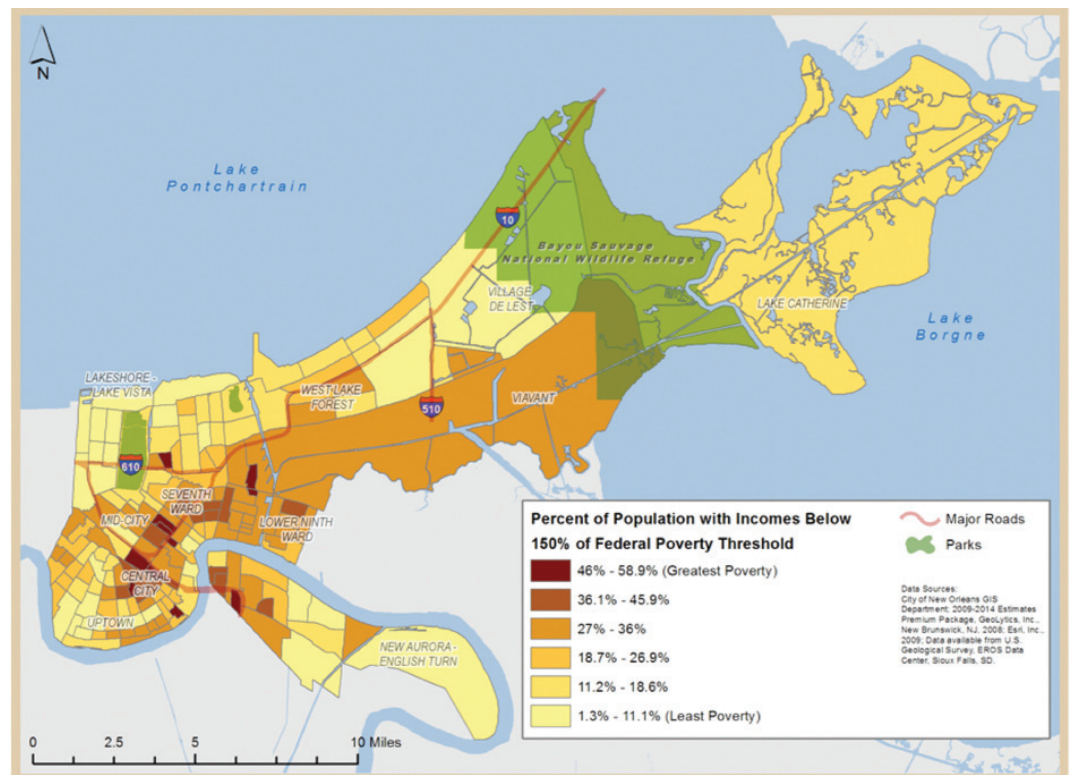 N
Lake
Pontchartrain
10
Bayou Sauvage
National Wildlife Refuge
VILLAGE
DE LEST
LAKE CATHERINE
Lake
Borgne
LAKESHORE -
LAKE VISTA
WEST LAKE
FOREST
VIAVANT
510
610
SEVENTH
WARD
MID-CITY
LOWER NINTH
WARD
CENTRAL
CITY
UPTOWN
NEW AURORA -
ENGLISH TURN
Percent of Population with Incomes Below
150% of Federal Poverty Threshold
46% - 58.9% (Greatest Poverty)
36.1% - 45.9%
27% - 36%
18.7% - 26.9%
11.2% - 18.6%
1.3% - 11.1% (Least Poverty)
Major Roads
Parks
Data Sources:
City of New Orleans GIS
Department; 2009-2014 Estimates
Premium Package, GeoLytics, Inc.,
New Brunswick, NJ, 2008; Esri, Inc.,
2009; Data available from U.S.
Geological Survey, EROS Data
Center, Sioux Falls, SD.
0 2.5 5 10 Miles